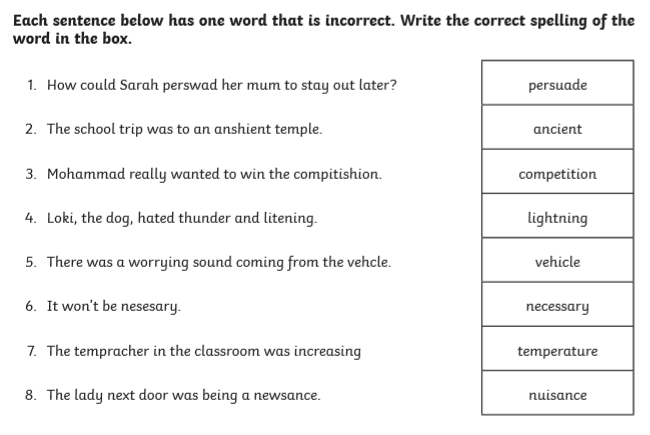 Each sentence below has one word that is incorrect. Write the correct spelling of the
word in the box.
1. How could Sarah perswad her mum to stay out later?
persuade
2. The school trip was to an anshient temple.
ancient
3. Mohammad really wanted to win the compitishion.
competition
4. Loki, the dog, hated thunder and litening.
lightning
5. There was a worrying sound coming from the vehcle.
vehicle
6. It won't be nesesary.
necessary
7. The tempracher in the classroom was increasing
temperature
8. The lady next door was being a newsance.
nuisance